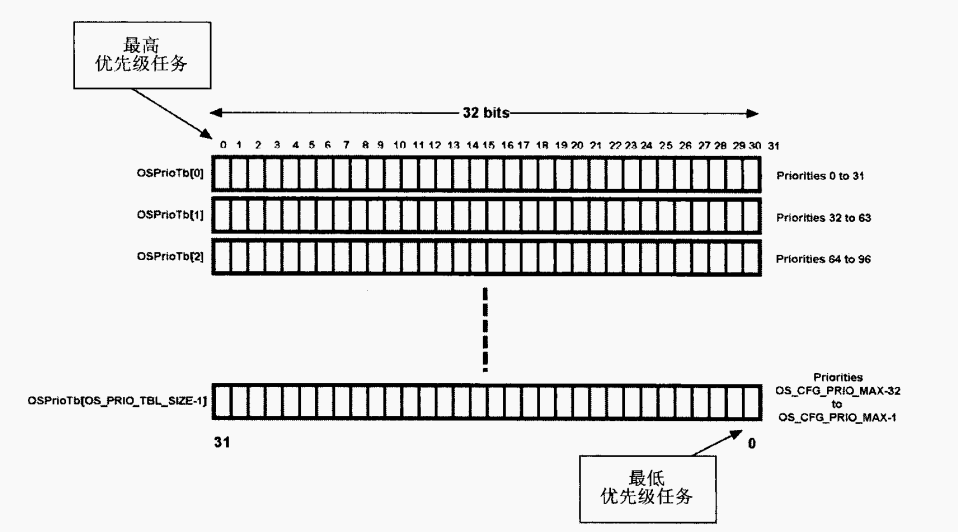 最高
优先级任务
32 bits
0 1 2 3 4 5 6 7 8 9 10 11 12 13 14 15 16 17 18 19 20 21 22 23 24 25 26 27 28 29 30 31
OSPrioTb[0]
Priorities 0 to 31
OSPrioTb[1]
Priorities 32 to 63
OSPrioTb[2]
Priorities 64 to 96
OSPrioTb[OS_PRIO_TBL_SIZE-1]
Priorities
OS_CFG_PRIO_MAX-32
to
OS_CFG_PRIO_MAX-1
31
0
最低
优先级任务